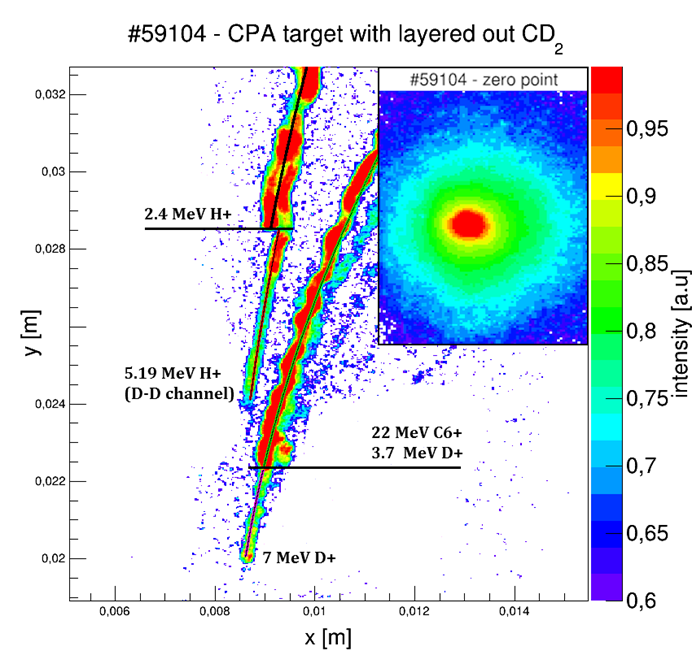 #59104 - CPA target with layered out CD2
#59104 - zero point
0,032
0,03
0,028
0,024
0,022
0,02
y [m]
2.4 MeV H+
5.19 MeV H+
(D-D channel)
22 MeV C6+
3.7 MeV D+
7 MeV D+
0,006
0,008
0,01
0,012
0,014
x [m]
0,95
0,9
0,85
0,8
0,75
0,7
0,65
0,6
intensity [a.u]